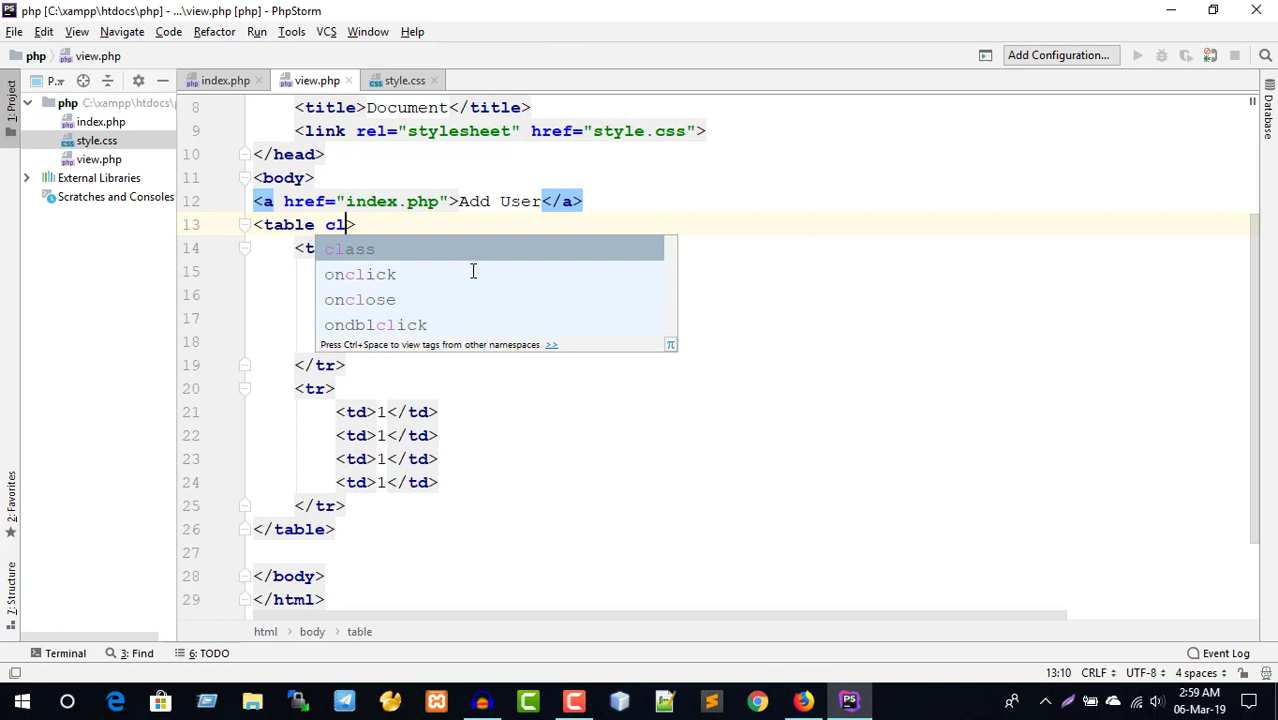 php [C:\xampp\htdocs\php] - ...\view.php [php] - PhpStorm
File Edit View Navigate Code Refactor Run Tools VCS Window Help
php view.php Add Configuration...
P... index.php view.php style.css
1: Project
php C:\xampp\htdocs\
index.php
style.css
view.php
External Libraries
Scratches and Consoles
2: Favorites
7: Structure
8 <title>Document</title>
9 <link rel="stylesheet" href="style.css">
10 </head>
11 <body>
12 <a href="index.php">Add User</a>
13 <table cl>
14 <t
class
15
onclick
16
onclose
17
ondblclick
18
Press Ctrl+Space to view tags from other namespaces >> π
19 </tr>
20 <tr>
21 <td>1</td>
22 <td>1</td>
23 <td>1</td>
24 <td>1</td>
25 </tr>
26 </table>
27
28 </body>
29 </html>
Database
html body table
Terminal 3: Find 6: TODO Event Log
13:10 CRLF UTF-8 4 spaces
2:59 AM
06-Mar-19